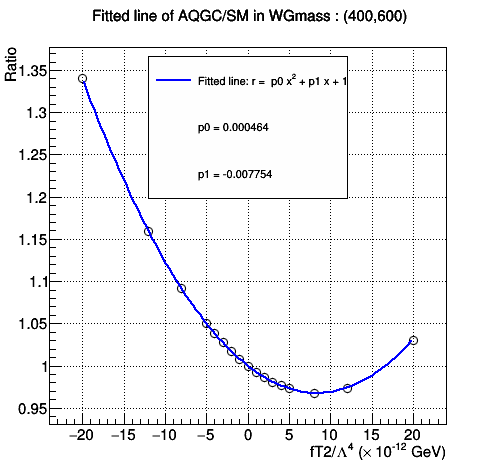 Fitted line of AQGC/SM in WGmass : (400,600)
Ratio
Fitted line: r = p0 x² + p1 x + 1
p0 = 0.000464
p1 = -0.007754
1.35
1.3
1.25
1.2
1.15
1.1
1.05
1
0.95
−20 −15 −10 −5 0 5 10 15 20
fT2/Λ⁴ (× 10⁻¹² GeV)